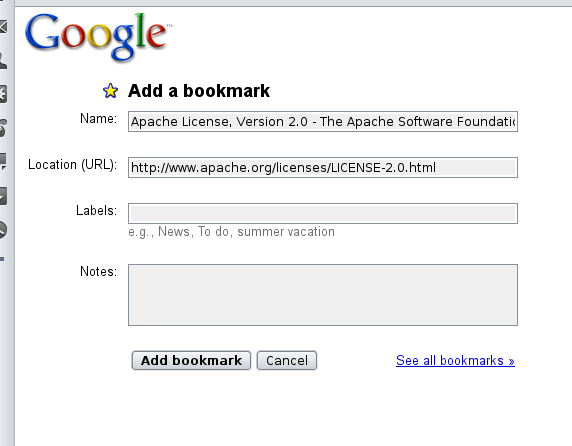 Google™
Add a bookmark
Name: Apache License, Version 2.0 - The Apache Software Foundatio
Location (URL): http://www.apache.org/licenses/LICENSE-2.0.html
Labels:
e.g., News, To do, summer vacation
Notes:
Add bookmark Cancel See all bookmarks »